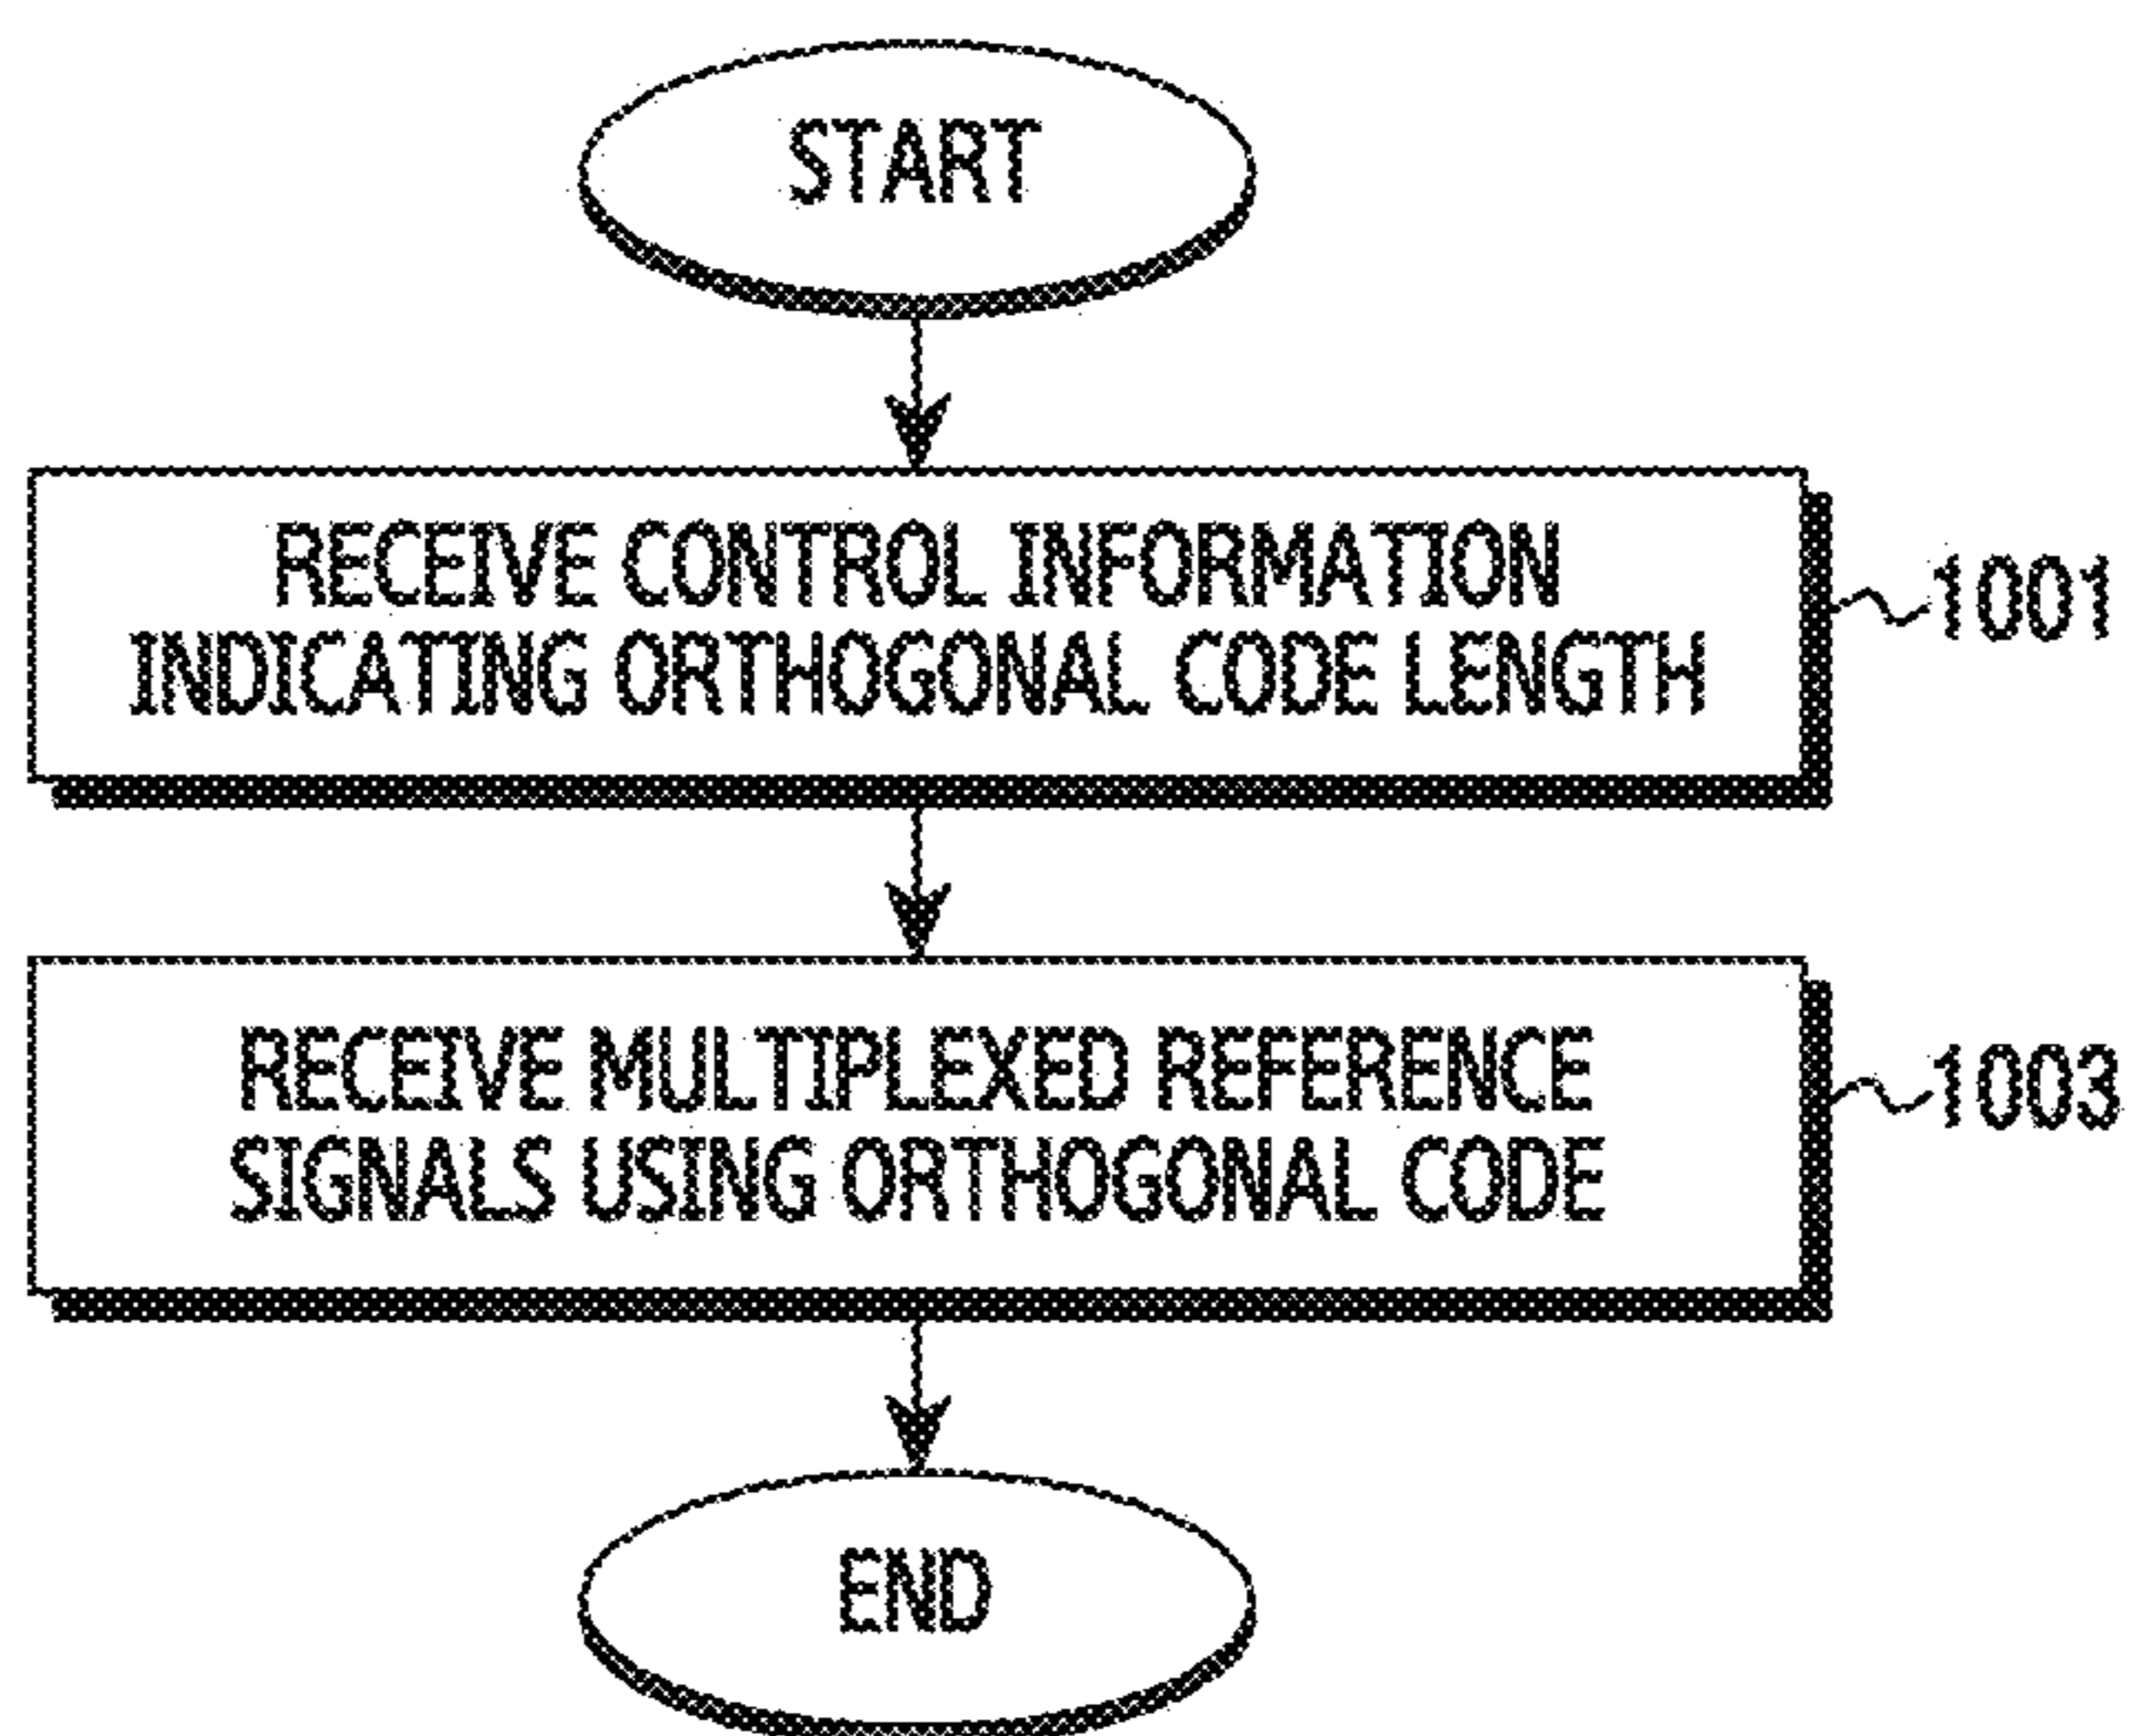 START
RECEIVE CONTROL INFORMATION
INDICATING ORTHOGONAL CODE LENGTH
1001
RECEIVE MULTIPLEXED REFERENCE
SIGNALS USING ORTHOGONAL CODE
1003
END